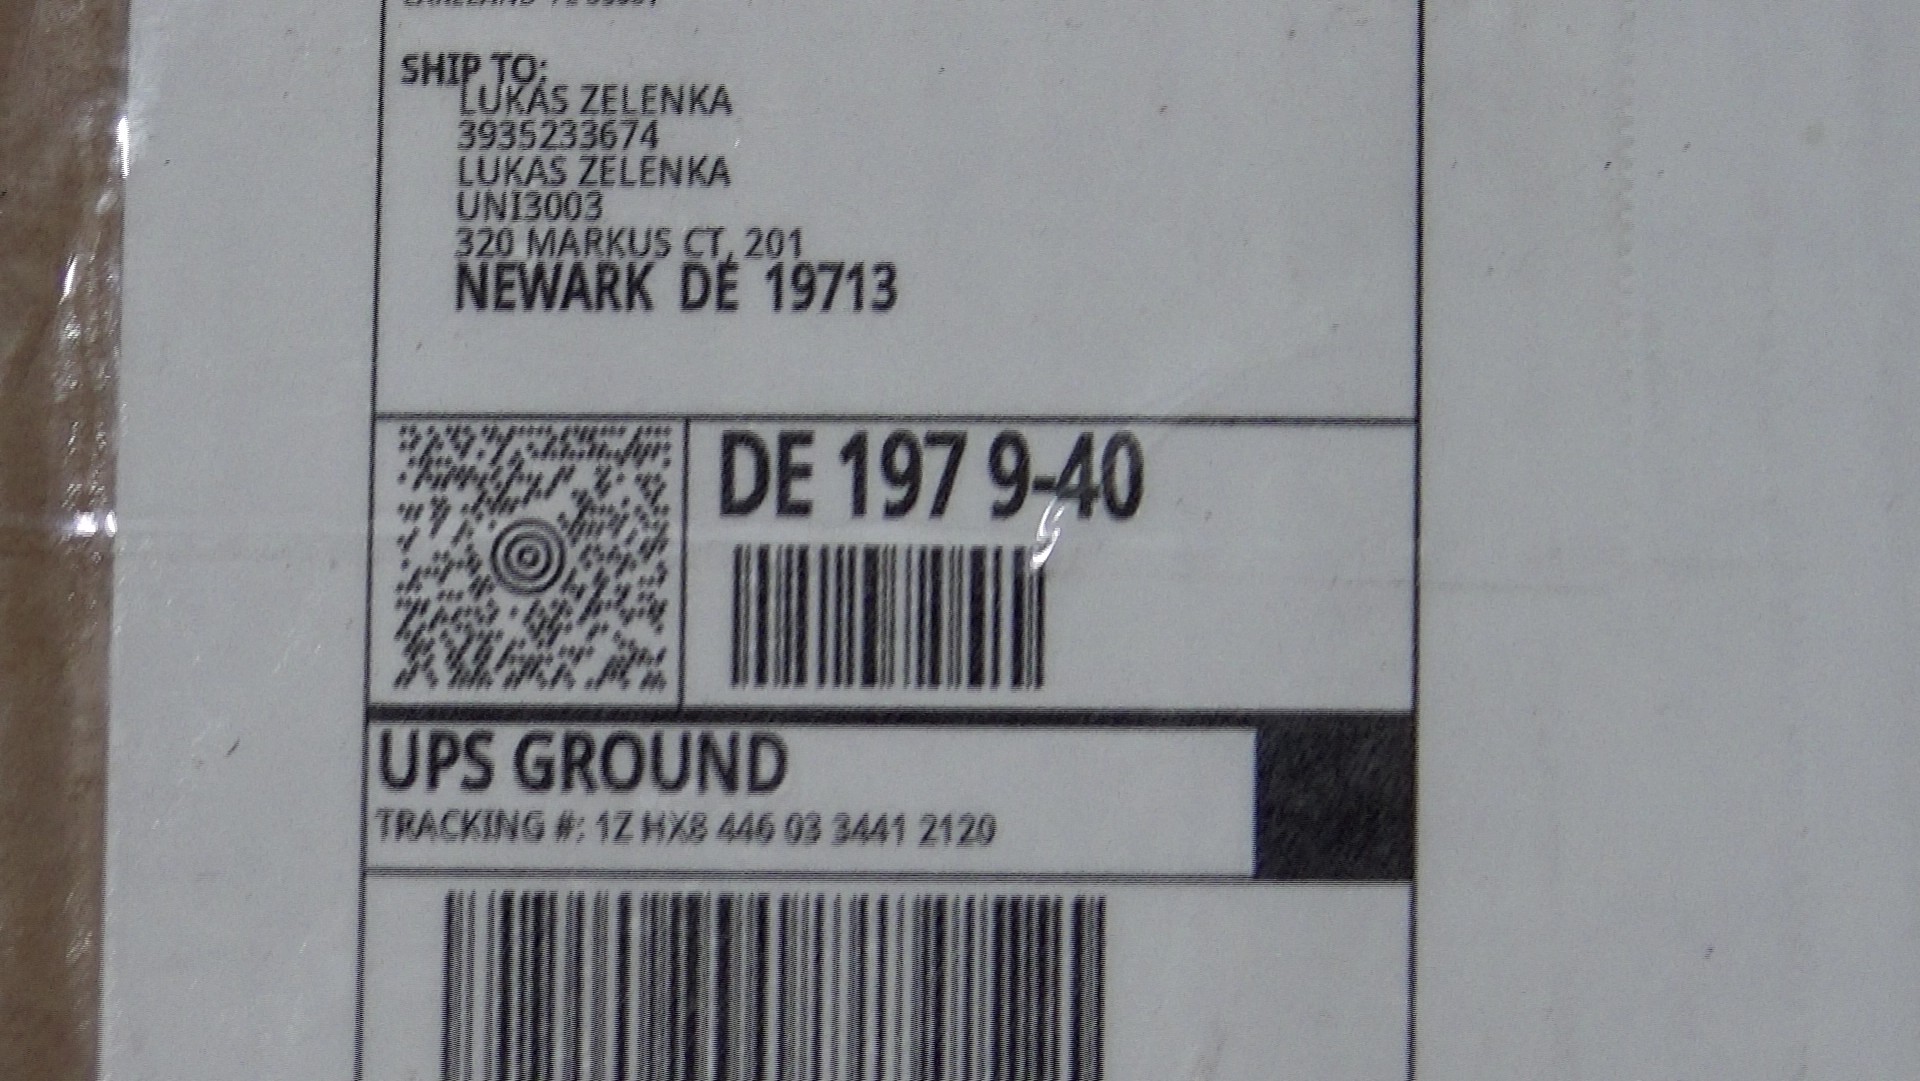 SHIP TO:
LUKAS ZELENKA
3935233674
LUKAS ZELENKA
UNI3003
320 MARKUS CT, 201
NEWARK DE 19713
DE 197 9-40
UPS GROUND
TRACKING #: 1Z HX8 446 03 3441 2120